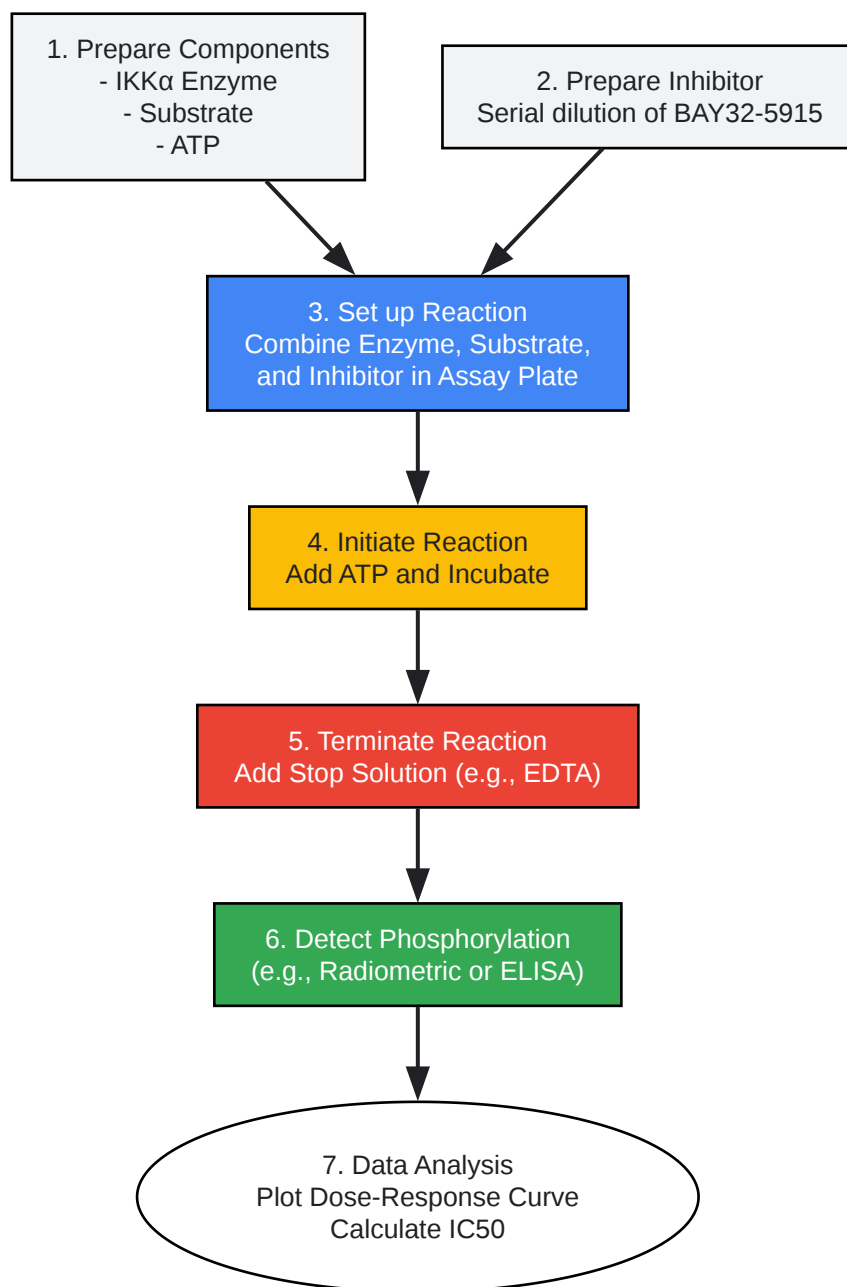 1. Prepare Components
- IKKα Enzyme
- Substrate
- ATP
2. Prepare Inhibitor
Serial dilution of BAY32-5915
3. Set up Reaction
Combine Enzyme, Substrate,
and Inhibitor in Assay Plate
4. Initiate Reaction
Add ATP and Incubate
5. Terminate Reaction
Add Stop Solution (e.g., EDTA)
6. Detect Phosphorylation
(e.g., Radiometric or ELISA)
7. Data Analysis
Plot Dose-Response Curve
Calculate IC50